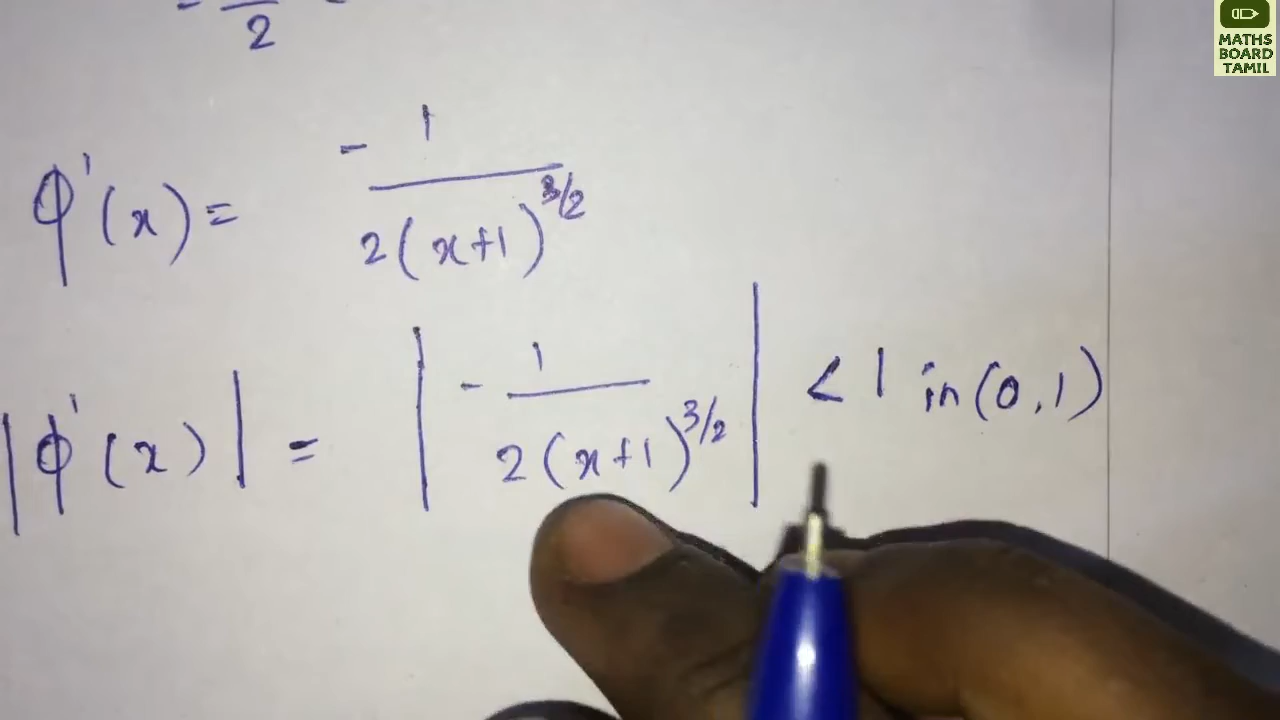 MATHS
BOARD
TAMIL
- — 2
φ'(x) = - 1 / 2(x+1)^3/2
|φ'(x)| = | - 1 / 2(x+1)^3/2 | < 1 in (0,1)